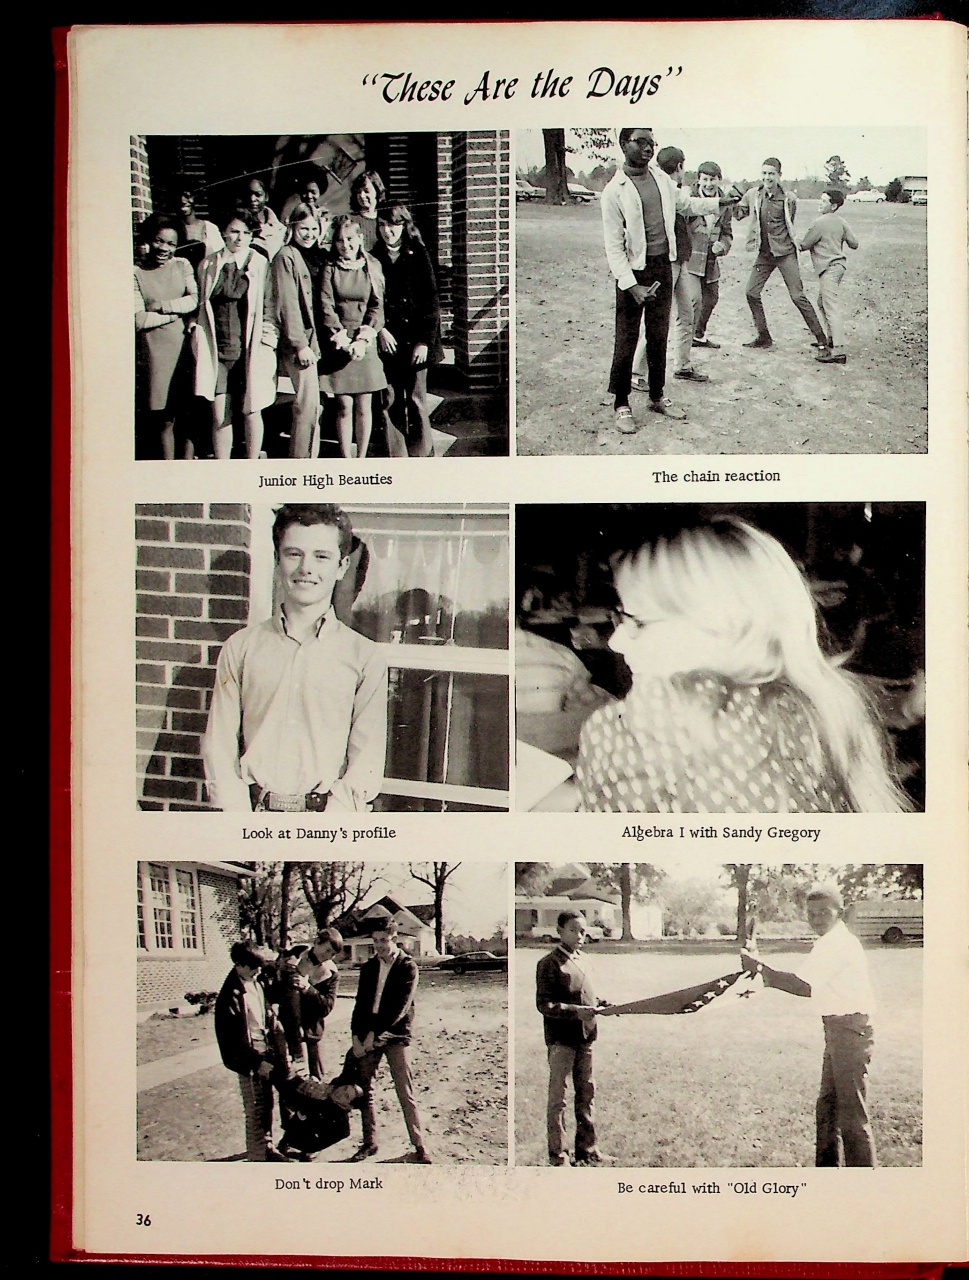 "These Are the Days"
Junior High Beauties
The chain reaction
Look at Danny's profile
Algebra I with Sandy Gregory
Don't drop Mark
Be careful with "Old Glory"
36